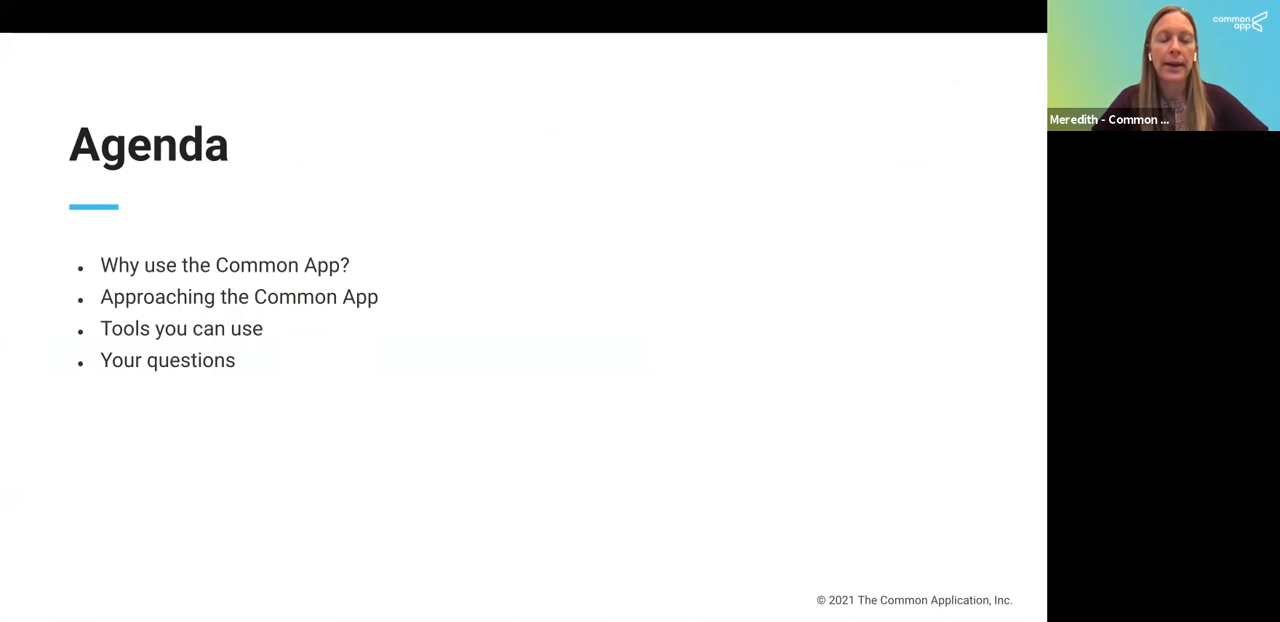 Agenda
Why use the Common App?
Approaching the Common App
Tools you can use
Your questions
© 2021 The Common Application, Inc.
common
app
Meredith - Common ...